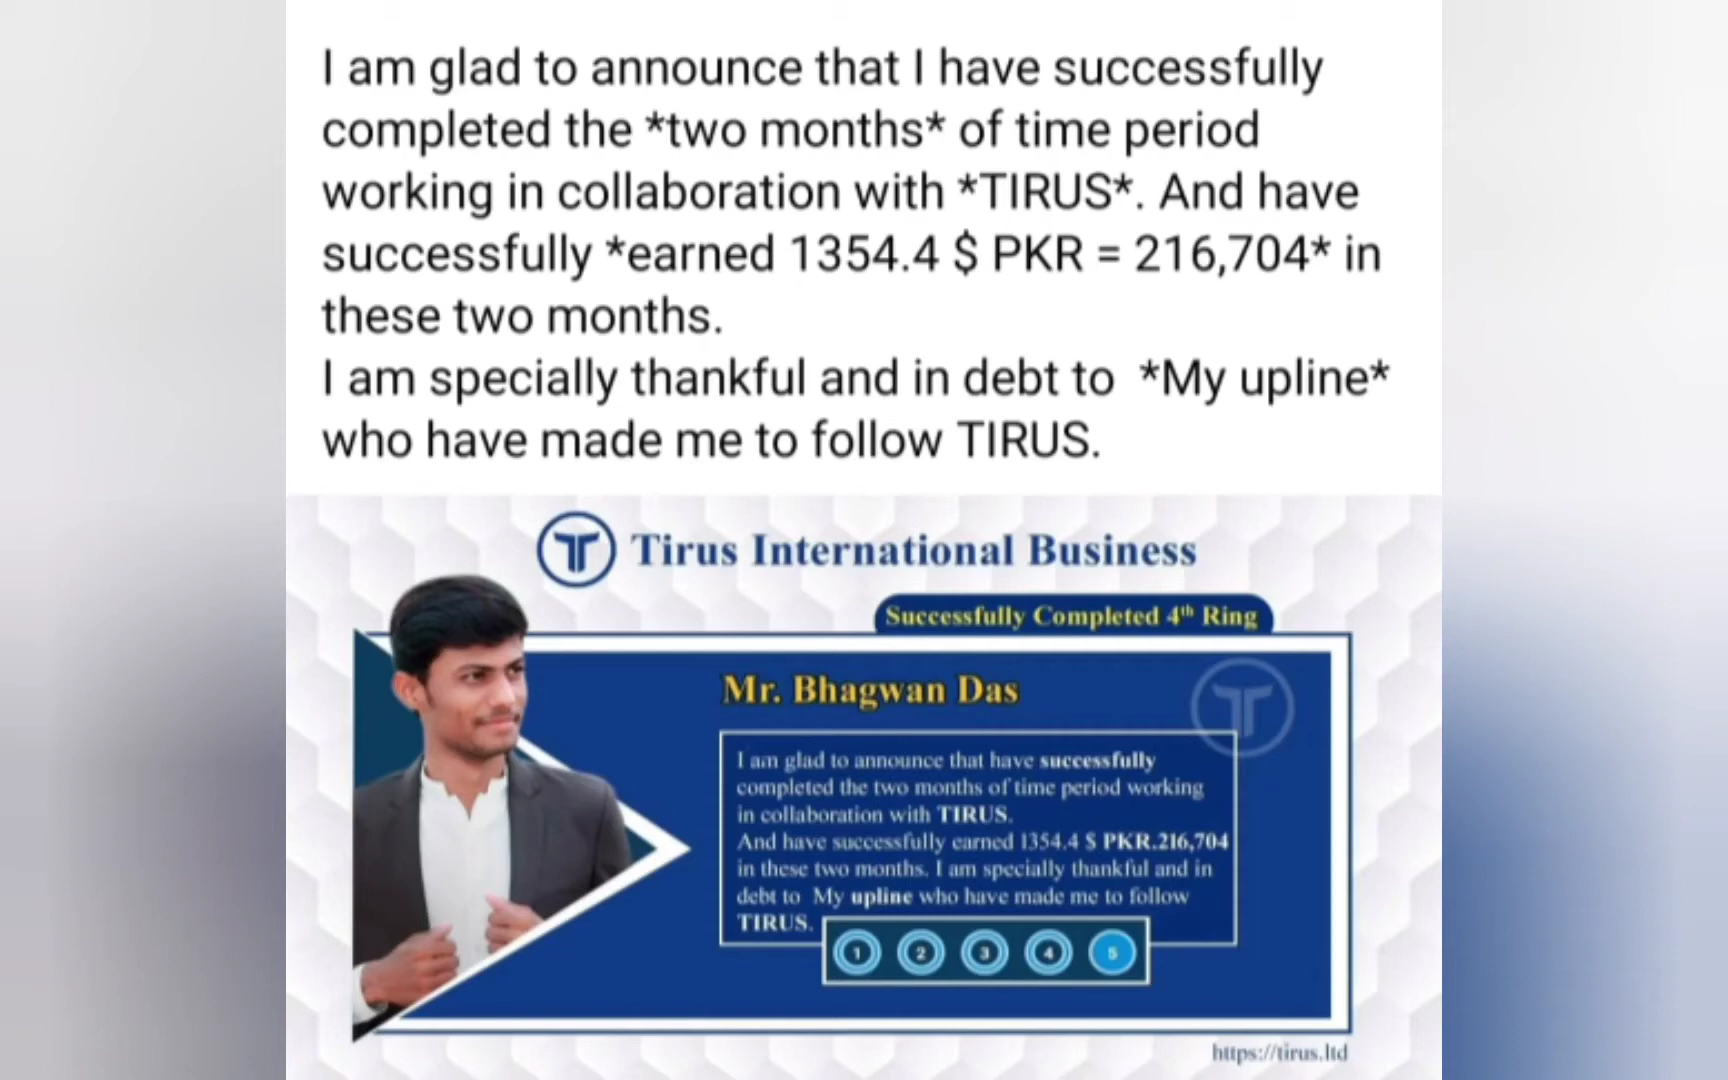 I am glad to announce that I have successfully
completed the *two months* of time period
working in collaboration with *TIRUS*. And have
successfully *earned 1354.4 $ PKR = 216,704* in
these two months.
I am specially thankful and in debt to *My upline*
who have made me to follow TIRUS.
Tirus International Business
Successfully Completed 4th Ring
Mr. Bhagwan Das
I am glad to announce that have successfully
completed the two months of time period working
in collaboration with TIRUS.
And have successfully earned 1354.4 $ PKR.216,704
in these two months. I am specially thankful and in
debt to My upline who have made me to follow
TIRUS.
1 2 3 4 5
https://tirus.ltd